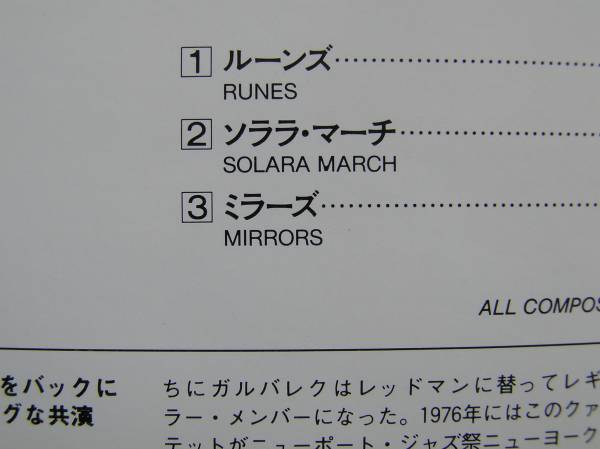 1 ルーンズ
RUNES
2 ソララ・マーチ
SOLARA MARCH
3 ミラーズ
MIRRORS
ALL COMPOS
をバックに
グな共演
ちにガルバレクはレッドマンに替ってレギ
ラー・メンバーになった。1976年にはこのクァ
テットがニューポート・ジャズ祭ニューヨーク